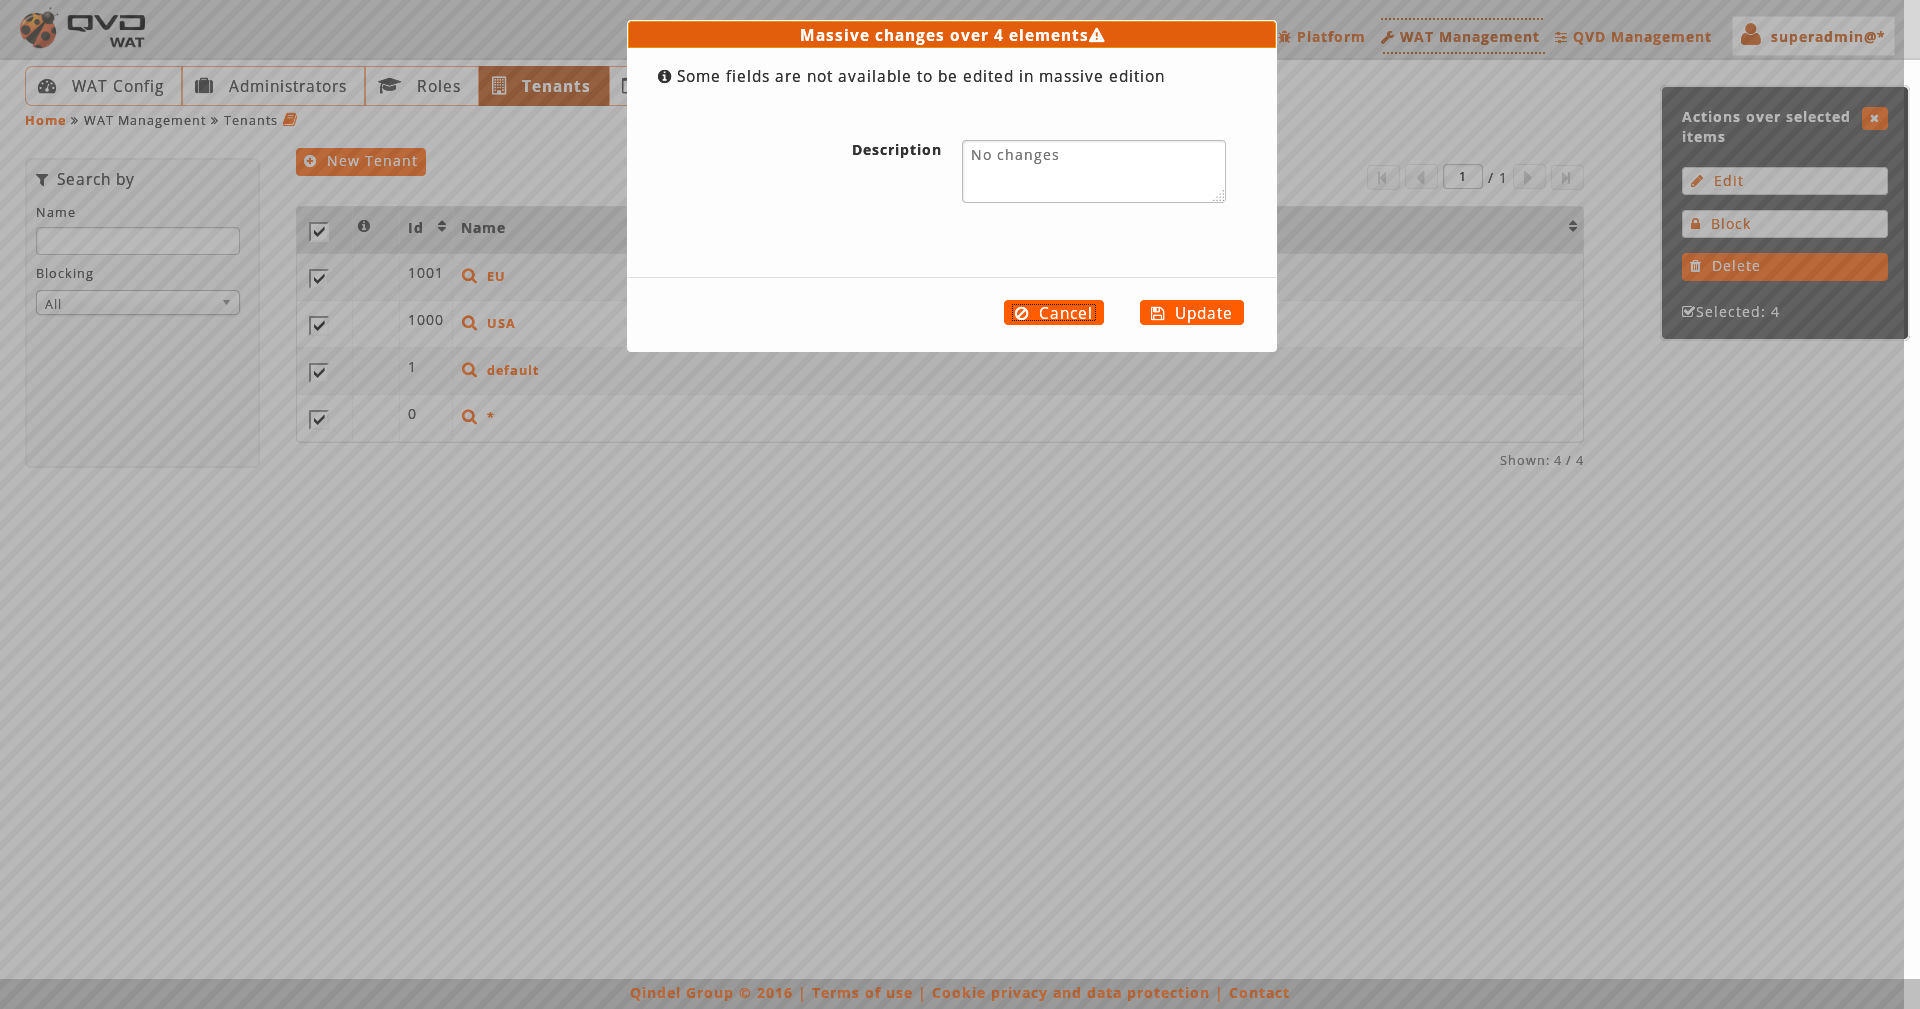 QVD
WAT
Platform
WAT Management
QVD Management
superadmin@*
WAT Config
Administrators
Roles
Tenants
Home » WAT Management » Tenants
Massive changes over 4 elements
Some fields are not available to be edited in massive edition
Description
No changes
Cancel
Update
Search by
Name
Blocking
All
New Tenant
1 / 1
Id
Name
1001
EU
1000
USA
1
default
0
*
Shown: 4 / 4
Actions over selected
items
Edit
Block
Delete
Selected: 4
Qindel Group © 2016 | Terms of use | Cookie privacy and data protection | Contact